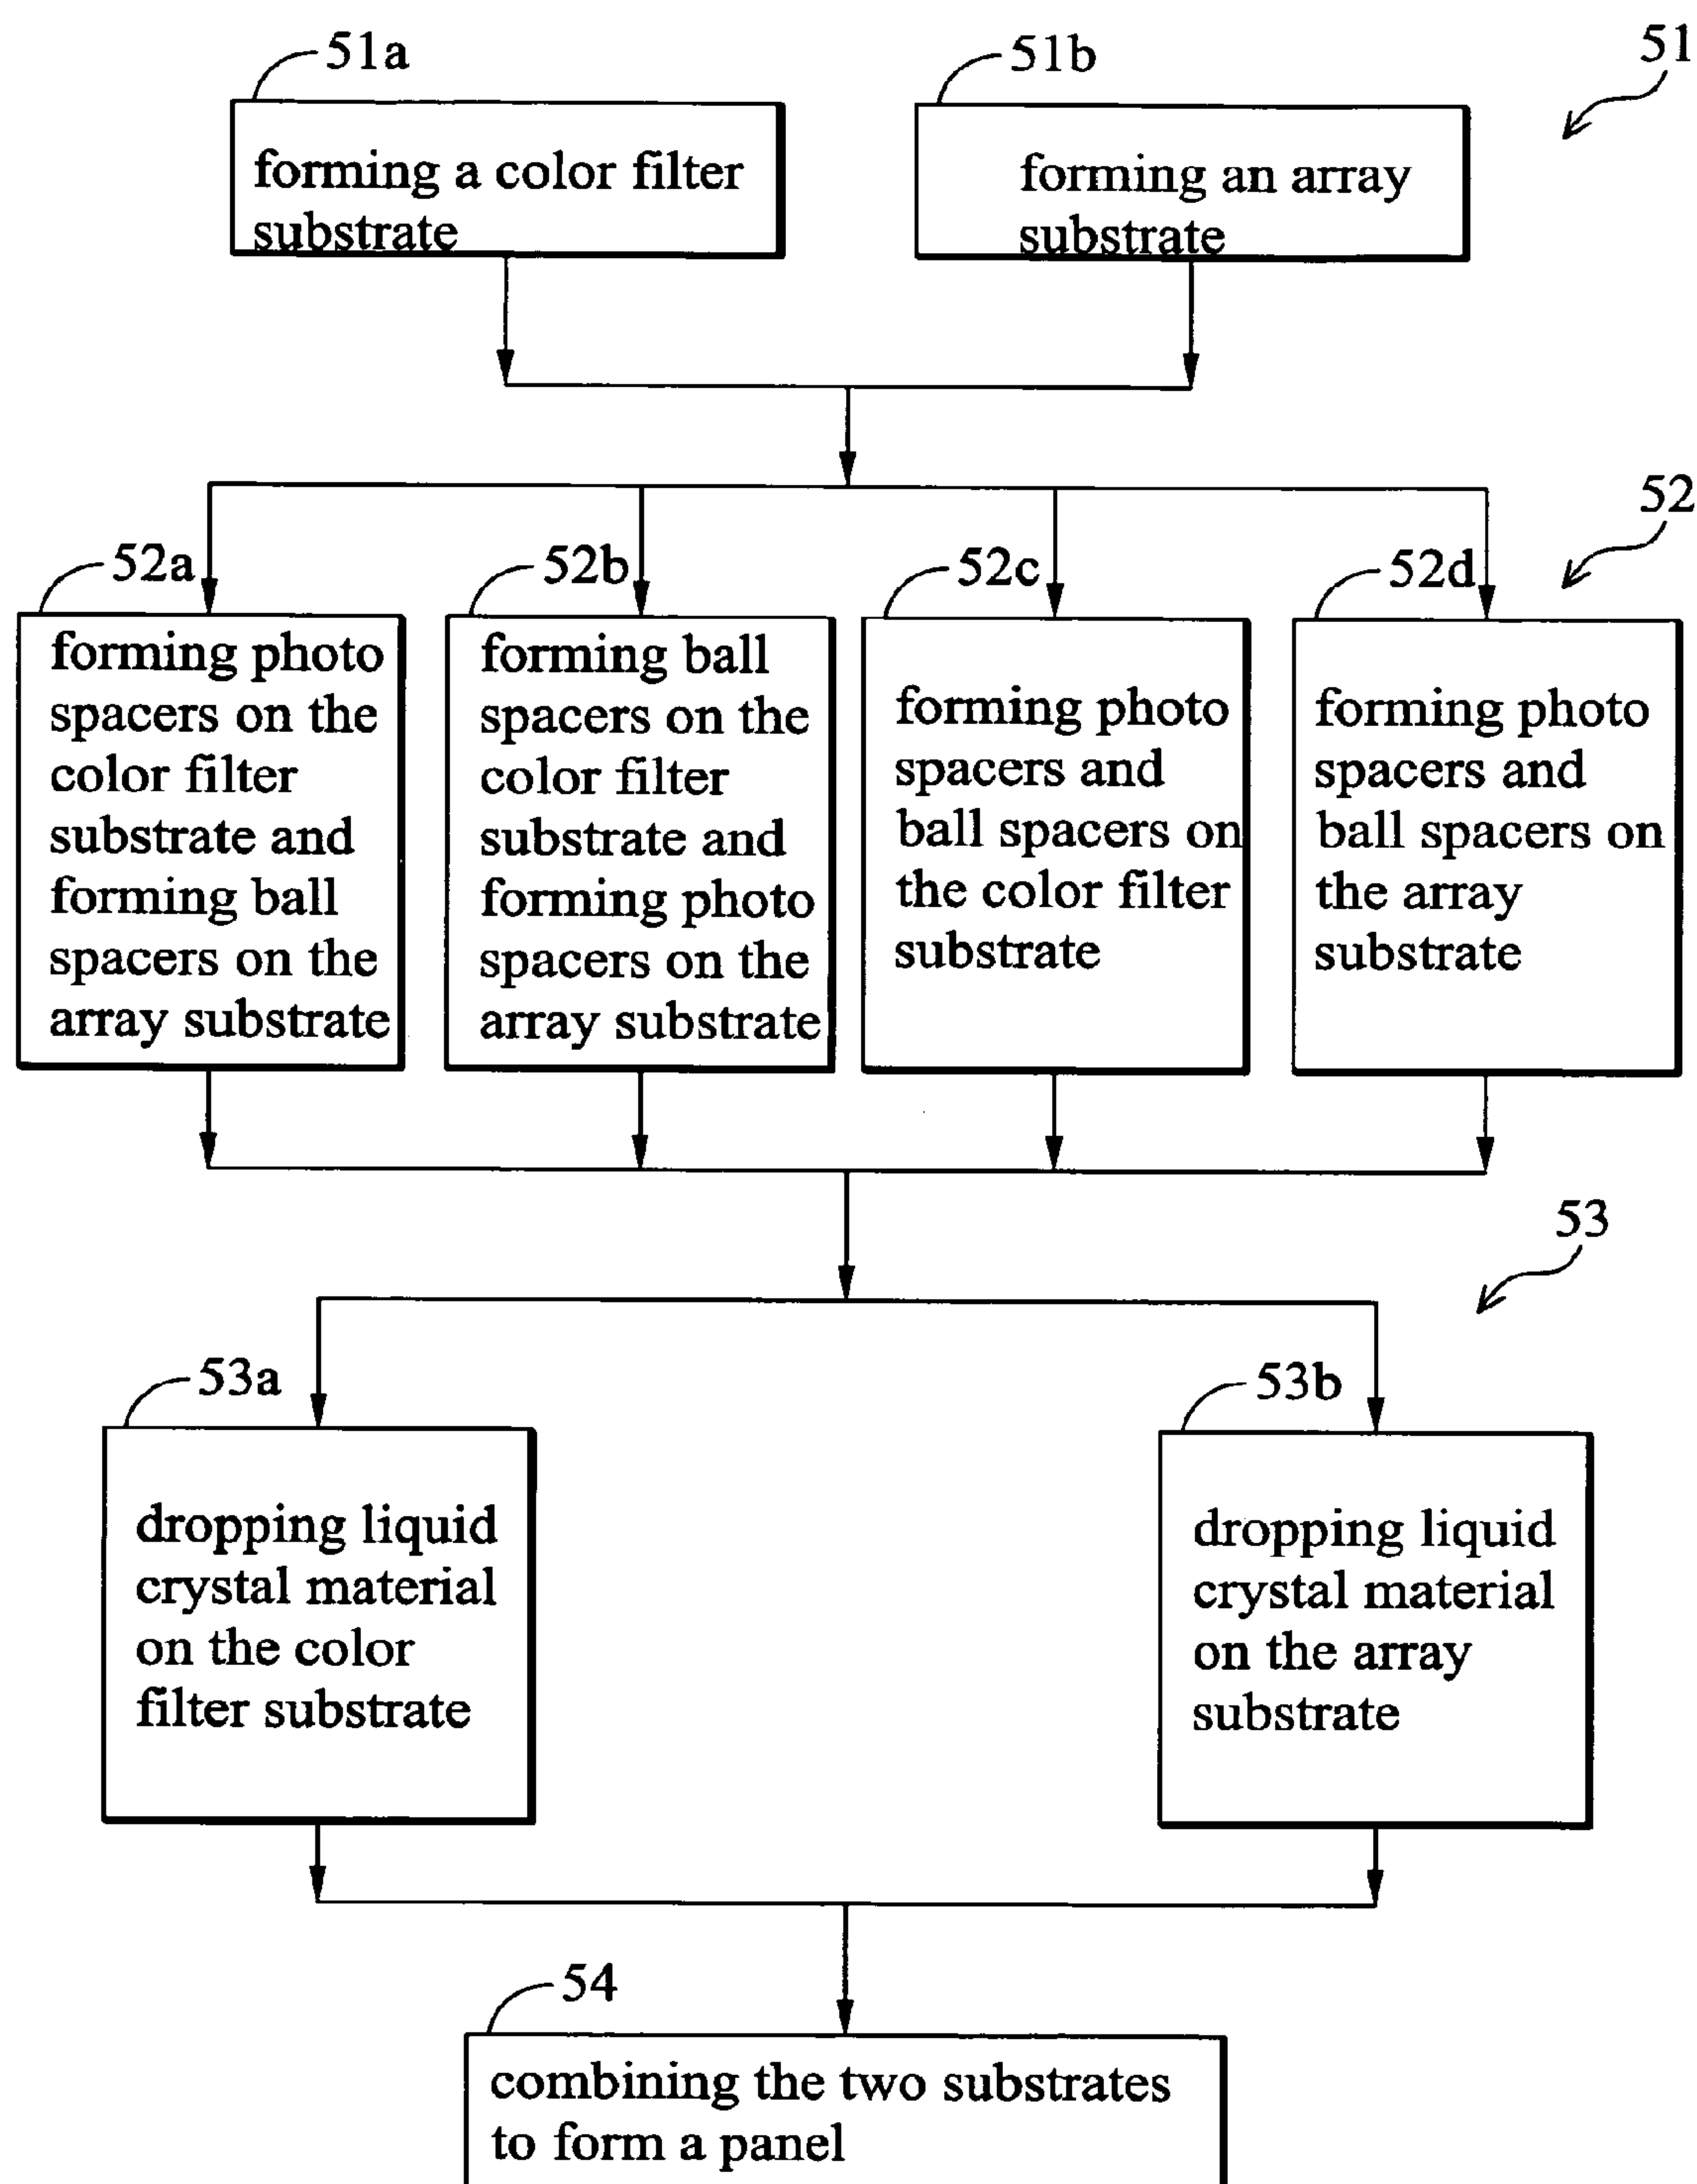 51a
51b
51
forming a color filter
substrate
forming an array
substrate
52
52a
52b
52c
52d
forming photo
spacers on the
color filter
substrate and
forming ball
spacers on the
array substrate
forming ball
spacers on the
color filter
substrate and
forming photo
spacers on the
array substrate
forming photo
spacers and
ball spacers on
the color filter
substrate
forming photo
spacers and
ball spacers on
the array
substrate
53
53a
53b
dropping liquid
crystal material
on the color
filter substrate
dropping liquid
crystal material
on the array
substrate
54
combining the two substrates
to form a panel